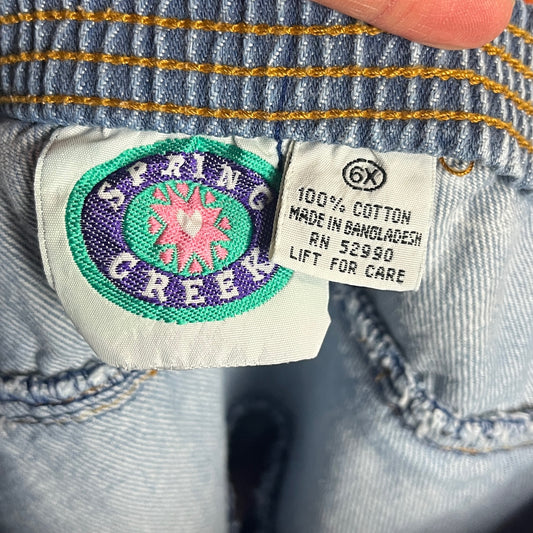 SPRING
CREEK
6X
100% COTTON
MADE IN BANGLADESH
RN 52990
LIFT FOR CARE